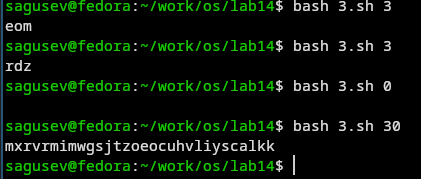 sagusev@fedora:~/work/os/lab14$ bash 3.sh 3
eom
sagusev@fedora:~/work/os/lab14$ bash 3.sh 3
rdz
sagusev@fedora:~/work/os/lab14$ bash 3.sh 0

sagusev@fedora:~/work/os/lab14$ bash 3.sh 30
mxrvrmimwgsjtzoeocuhvliyscalkk
sagusev@fedora:~/work/os/lab14$